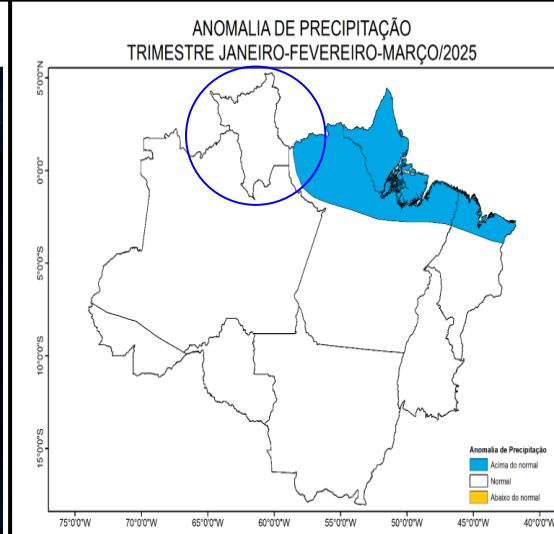 ANOMALIA DE PRECIPITAÇÃO
TRIMESTRE JANEIRO-FEVEREIRO-MARÇO/2025
5°0'0"N
0°0'0"
5°0'0"S
10°0'0"S
15°0'0"S
Anomalia de Precipitação
Acima do normal
Normal
Abaixo do normal
75°0'0"W 70°0'0"W 65°0'0"W 60°0'0"W 55°0'0"W 50°0'0"W 45°0'0"W 40°0'0"W